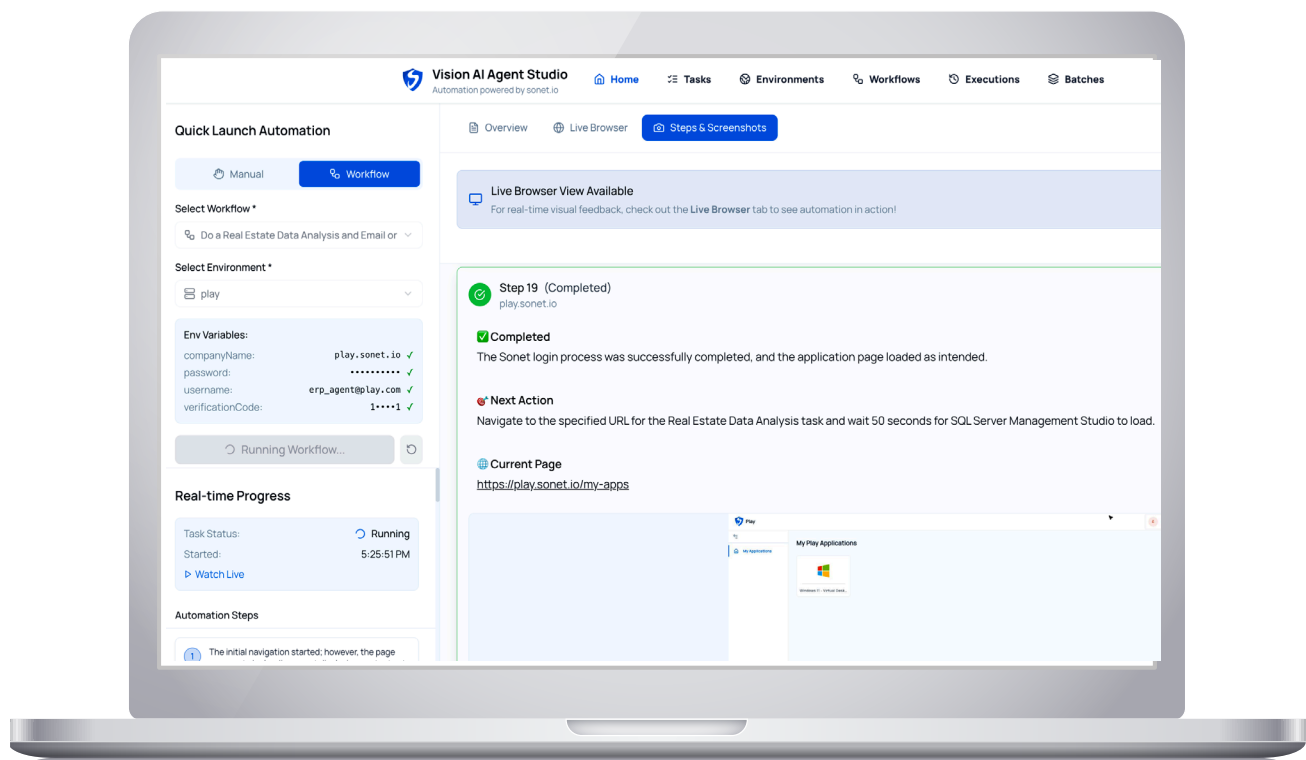 Vision AI Agent Studio
Automation powered by sonet.io
Home
Tasks
Environments
Workflows
Executions
Batches
Quick Launch Automation
Manual
Workflow
Select Workflow *
Do a Real Estate Data Analysis and Email or
Select Environment *
play
Env Variables:
companyName: play.sonet.io ✓
password: •••••••••• ✓
username: erp_agent@play.com ✓
verificationCode: 1••••1 ✓
Running Workflow...
Real-time Progress
Task Status: Running
Started: 5:25:51 PM
Watch Live
Automation Steps
1 The initial navigation started; however, the page
Overview
Live Browser
Steps & Screenshots
Live Browser View Available
For real-time visual feedback, check out the Live Browser tab to see automation in action!
Step 19 (Completed)
play.sonet.io
✅ Completed
The Sonet login process was successfully completed, and the application page loaded as intended.
🎯 Next Action
Navigate to the specified URL for the Real Estate Data Analysis task and wait 50 seconds for SQL Server Management Studio to load.
🌐 Current Page
https://play.sonet.io/my-apps
Play
My Applications
My Play Applications
Windows 11 - Virtual Desk...